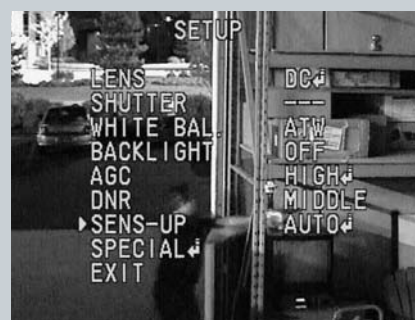 SETUP
LENS DC↲
SHUTTER ---
WHITE BAL. ATW
BACKLIGHT OFF
AGC HIGH↲
DNR MIDDLE
▶SENS-UP AUTO↲
SPECIAL↲
EXIT